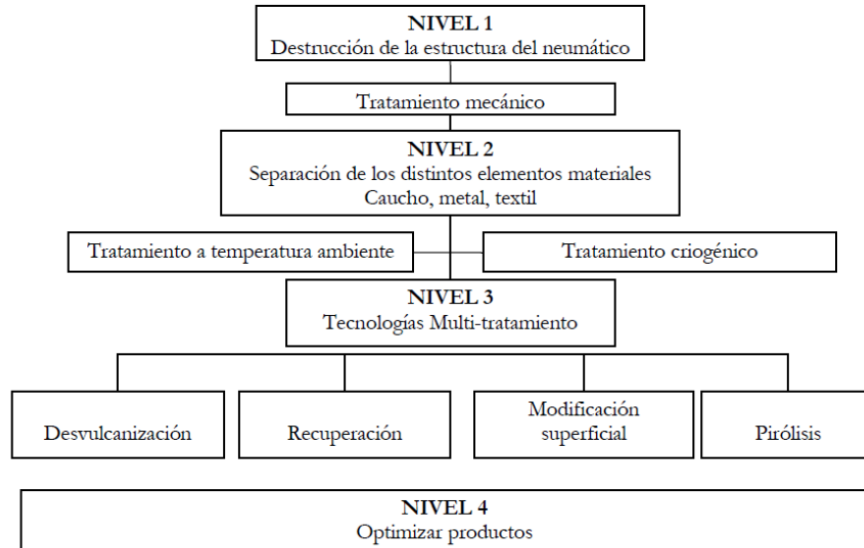 NIVEL 1
Destrucción de la estructura del neumático
Tratamiento mecánico
NIVEL 2
Separación de los distintos elementos materiales
Caucho, metal, textil
Tratamiento a temperatura ambiente
Tratamiento criogénico
NIVEL 3
Tecnologías Multi-tratamiento
Desvulcanización
Recuperación
Modificación
superficial
Pirólisis
NIVEL 4
Optimizar productos